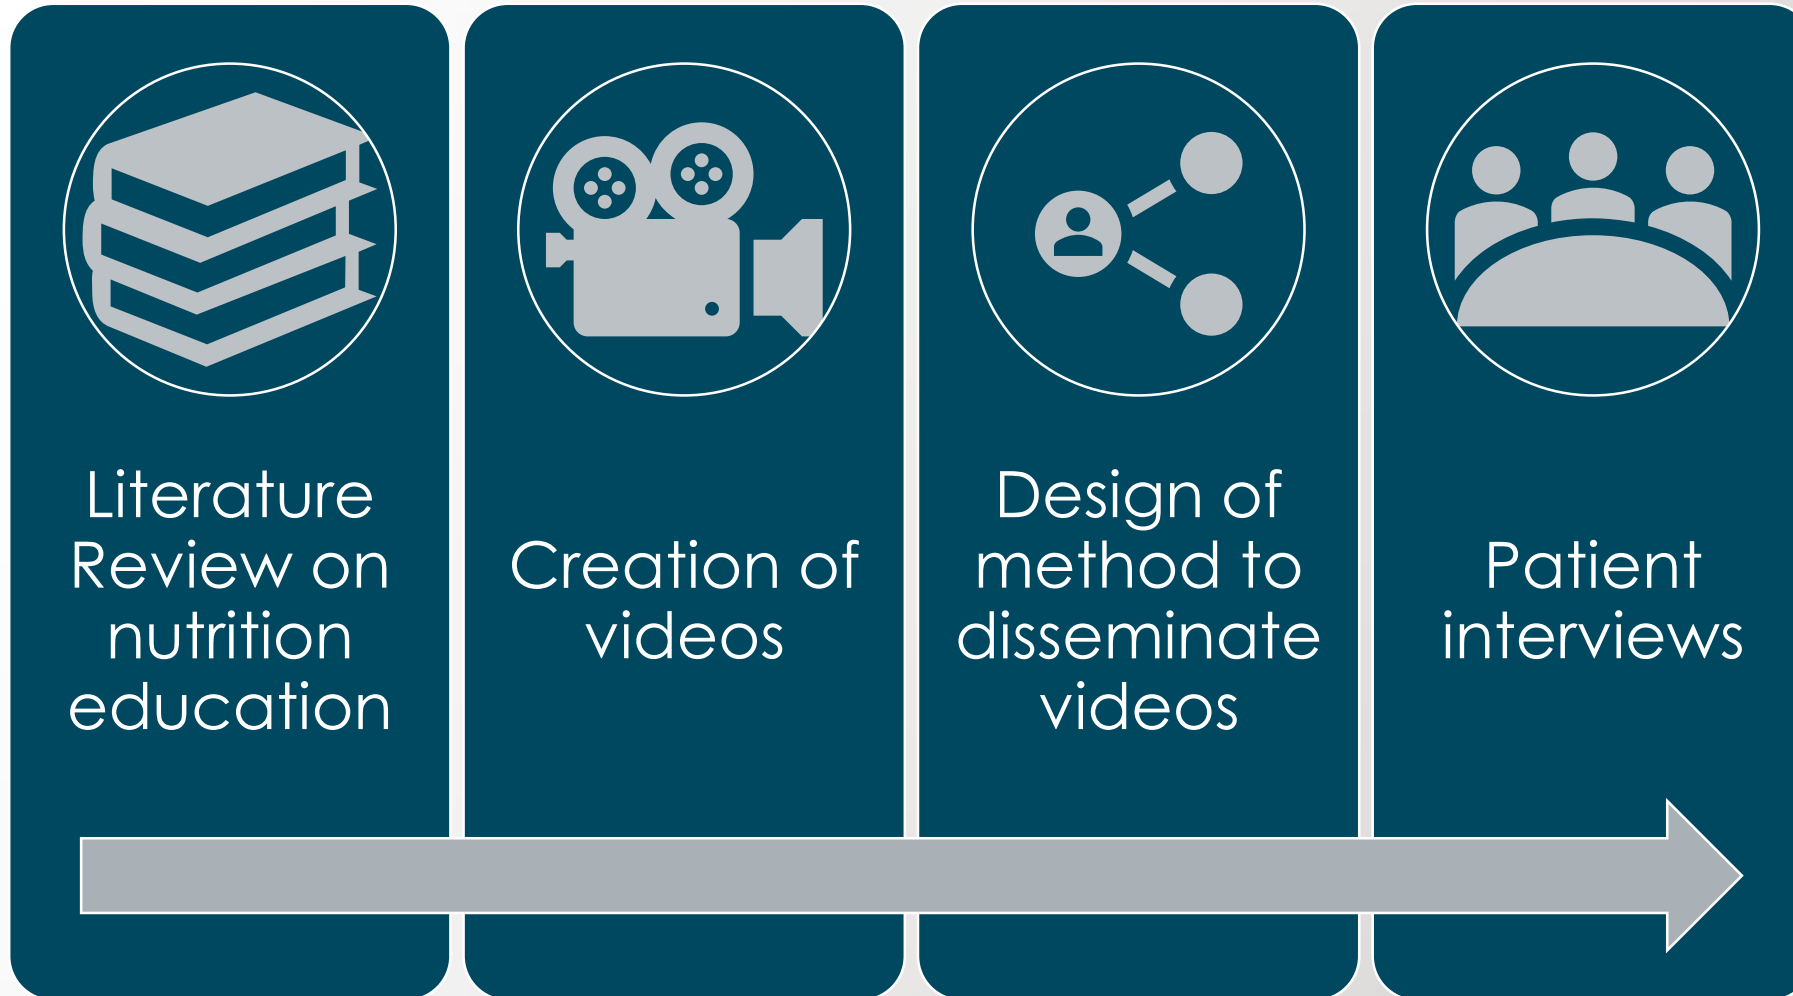 Literature
Review on
nutrition
education
Creation of
videos
Design of
method to
disseminate
videos
Patient
interviews